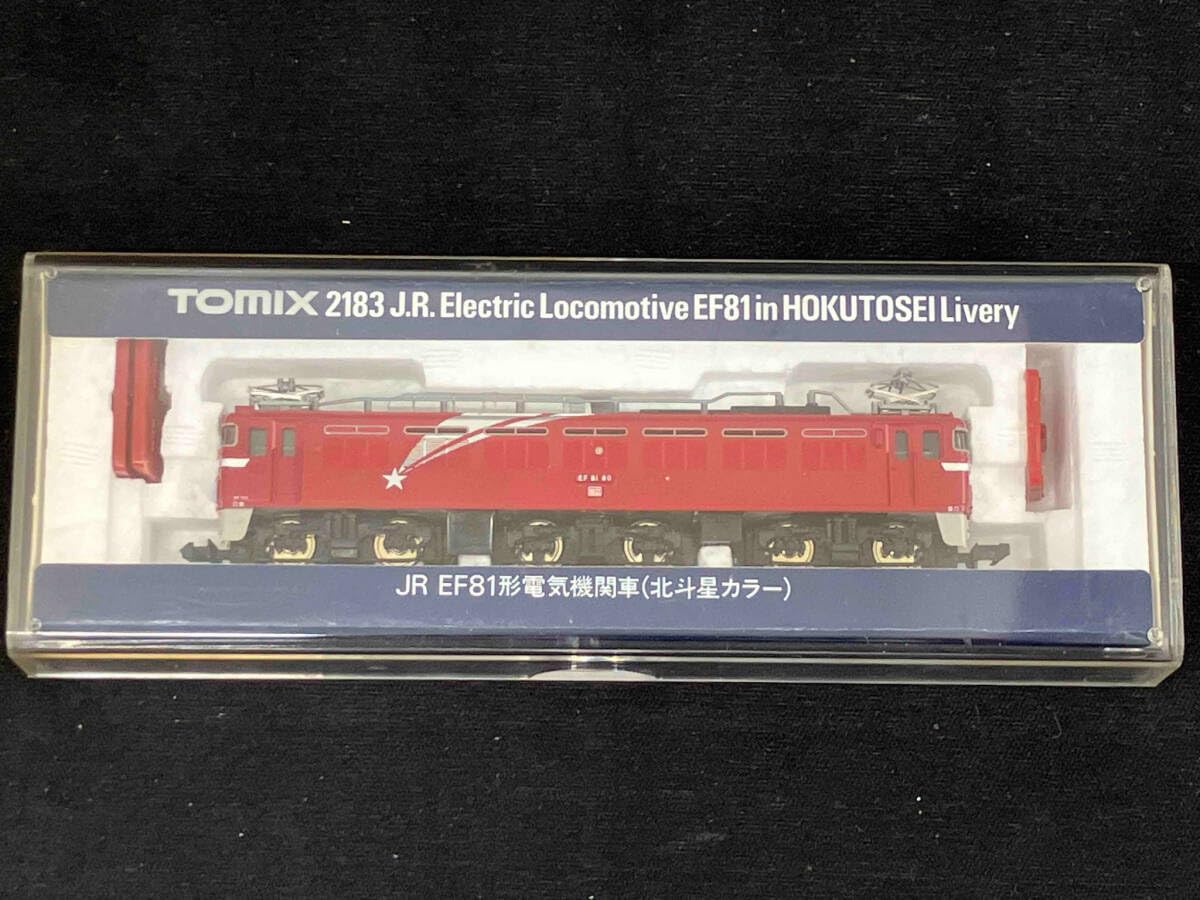 TOMIX 2183 J.R. Electric Locomotive EF81 in HOKUTOSEI Livery
EF 81 80
JR EF81形電気機関車(北斗星カラー)